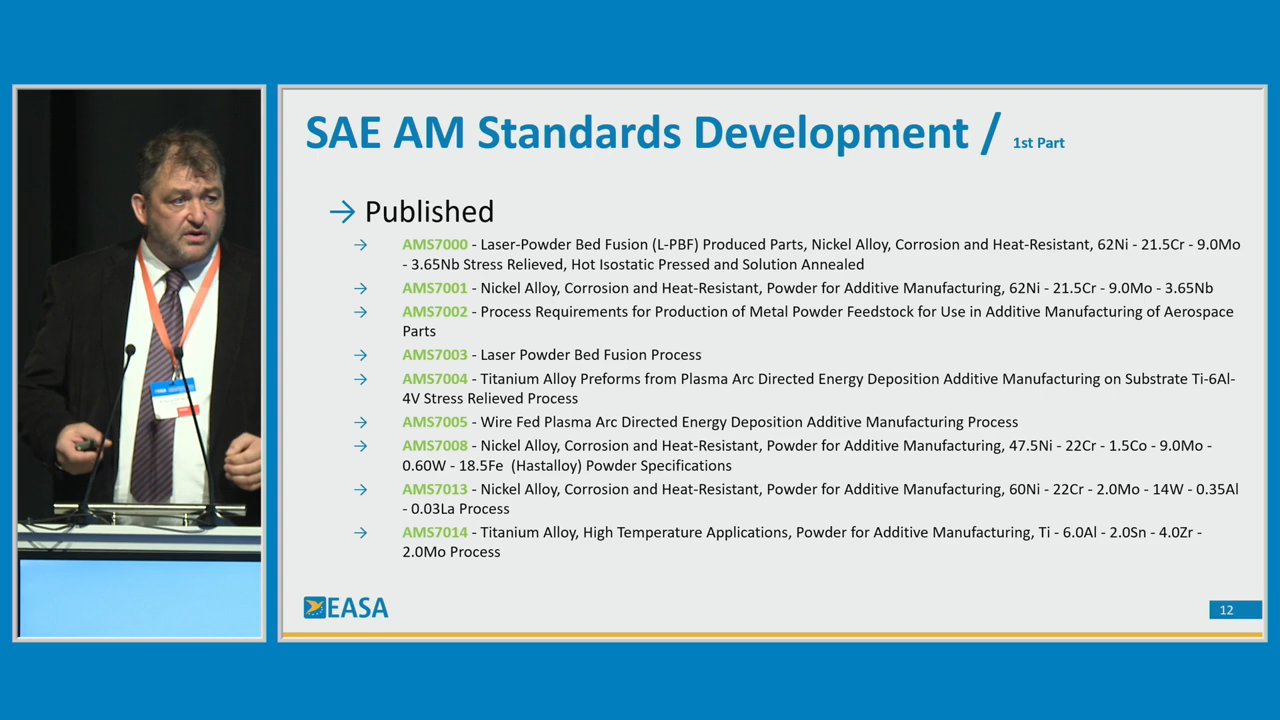 SAE AM Standards Development / 1st Part
→ Published
→ AMS7000 - Laser-Powder Bed Fusion (L-PBF) Produced Parts, Nickel Alloy, Corrosion and Heat-Resistant, 62Ni - 21.5Cr - 9.0Mo
- 3.65Nb Stress Relieved, Hot Isostatic Pressed and Solution Annealed
→ AMS7001 - Nickel Alloy, Corrosion and Heat-Resistant, Powder for Additive Manufacturing, 62Ni - 21.5Cr - 9.0Mo - 3.65Nb
→ AMS7002 - Process Requirements for Production of Metal Powder Feedstock for Use in Additive Manufacturing of Aerospace
Parts
→ AMS7003 - Laser Powder Bed Fusion Process
→ AMS7004 - Titanium Alloy Preforms from Plasma Arc Directed Energy Deposition Additive Manufacturing on Substrate Ti-6Al-
4V Stress Relieved Process
→ AMS7005 - Wire Fed Plasma Arc Directed Energy Deposition Additive Manufacturing Process
→ AMS7008 - Nickel Alloy, Corrosion and Heat-Resistant, Powder for Additive Manufacturing, 47.5Ni - 22Cr - 1.5Co - 9.0Mo -
0.60W - 18.5Fe (Hastalloy) Powder Specifications
→ AMS7013 - Nickel Alloy, Corrosion and Heat-Resistant, Powder for Additive Manufacturing, 60Ni - 22Cr - 2.0Mo - 14W - 0.35Al
- 0.03La Process
→ AMS7014 - Titanium Alloy, High Temperature Applications, Powder for Additive Manufacturing, Ti - 6.0Al - 2.0Sn - 4.0Zr -
2.0Mo Process
EASA
12